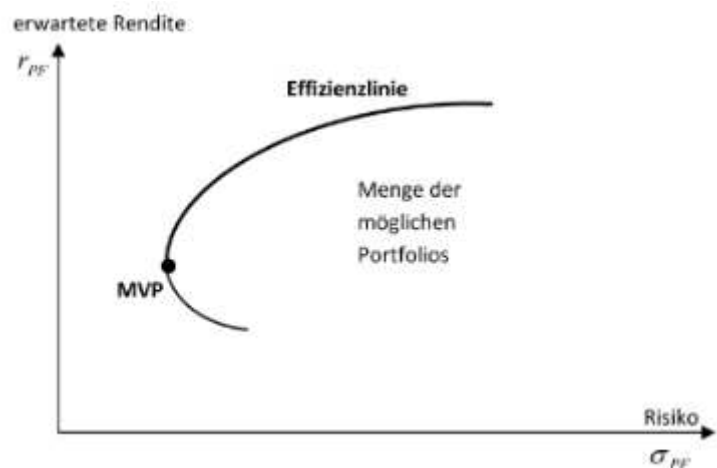 erwartete Rendite
r_PF
Effizienzlinie
Menge der
möglichen
Portfolios
MVP
Risiko
σ_PF